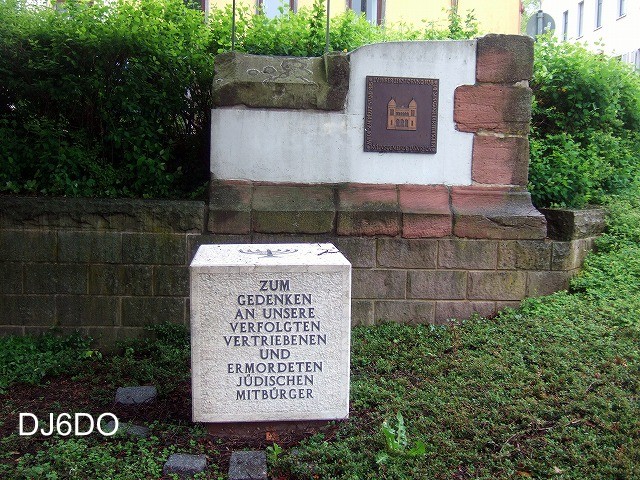 ZUM
GEDENKEN
AN UNSERE
VERFOLGTEN
VERTRIEBENEN
UND
ERMORDETEN
JÜDISCHEN
MITBÜRGER
DJ6DO